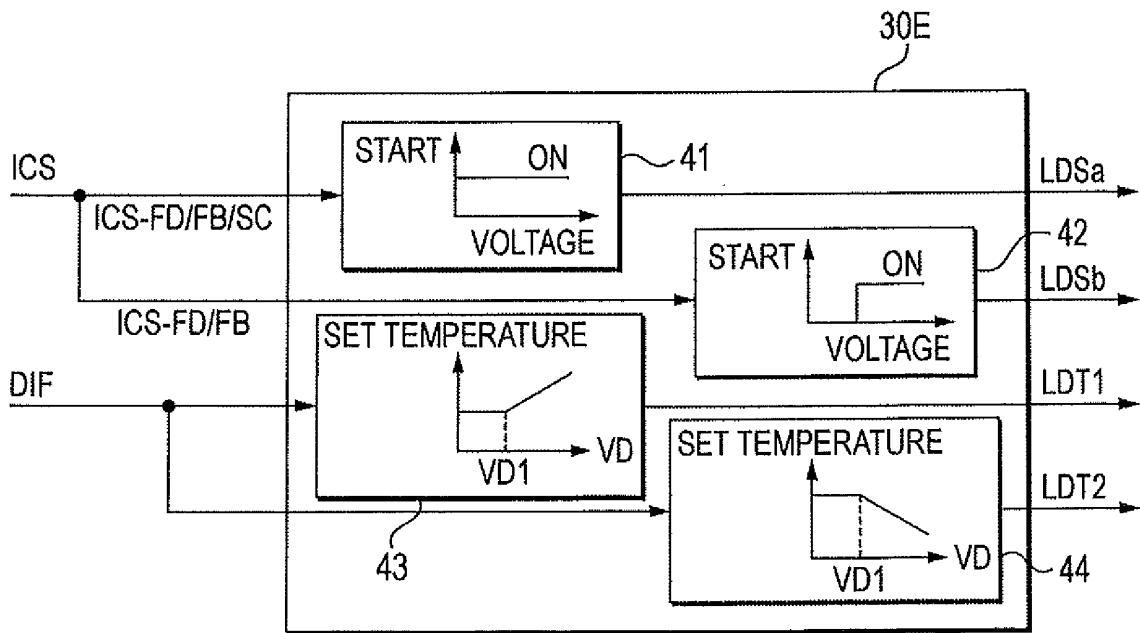 30E
START
ON
VOLTAGE
41
ICS
ICS-FD/FB/SC
LDSa
START
ON
VOLTAGE
42
ICS-FD/FB
LDSb
SET TEMPERATURE
VD1
VD
43
DIF
LDT1
SET TEMPERATURE
VD1
VD
44
LDT2